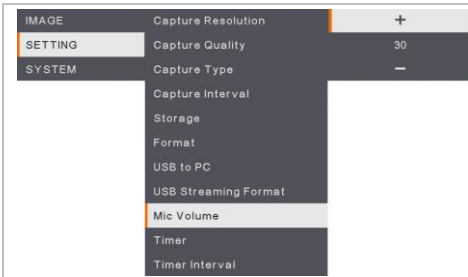 IMAGE
SETTING
SYSTEM
Capture Resolution
Capture Quality
Capture Type
Capture Interval
Storage
Format
USB to PC
USB Streaming Format
Mic Volume
Timer
Timer Interval
+
30
−